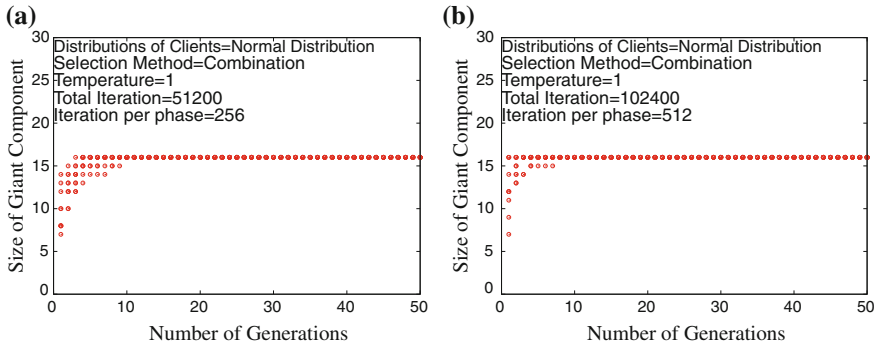 (a)
30
25
20
15
10
5
0
Size of Giant Component
Distributions of Clients=Normal Distribution
Selection Method=Combination
Temperature=1
Total Iteration=51200
Iteration per phase=256
0 10 20 30 40 50
Number of Generations
(b)
30
25
20
15
10
5
0
Size of Giant Component
Distributions of Clients=Normal Distribution
Selection Method=Combination
Temperature=1
Total Iteration=102400
Iteration per phase=512
0 10 20 30 40 50
Number of Generations